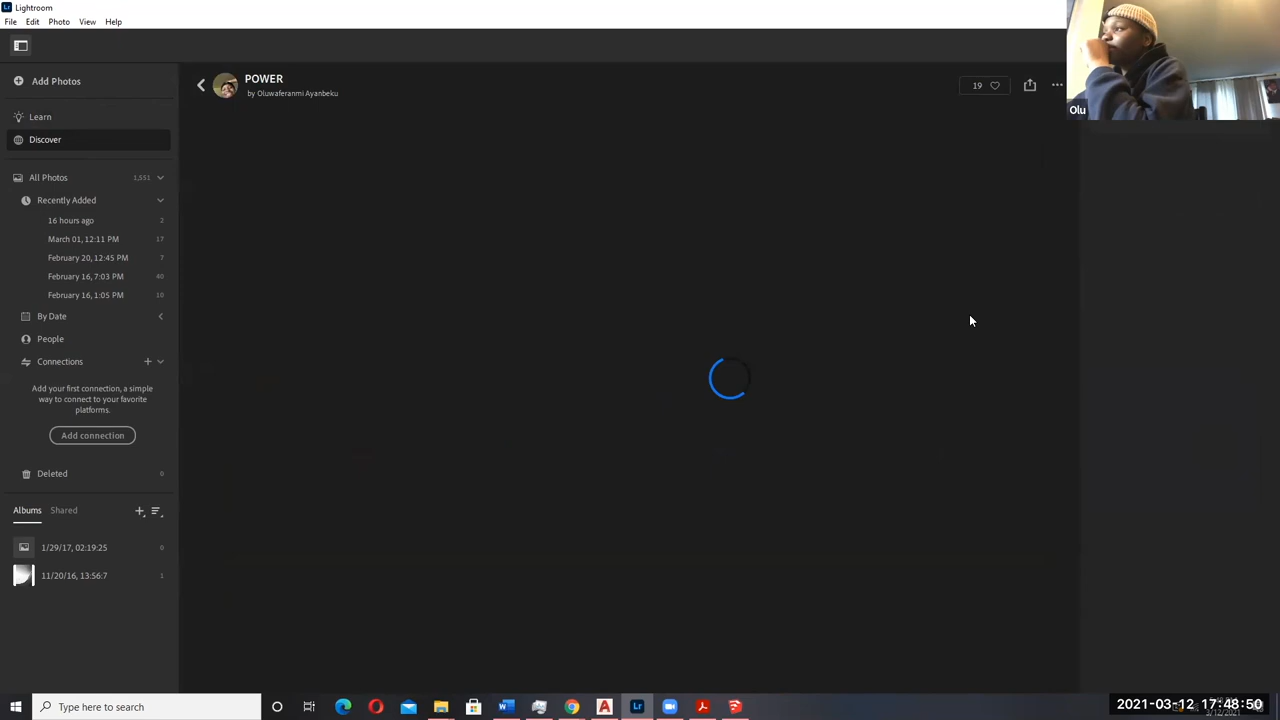 Lightroom
File Edit Photo View Help
Add Photos
Learn
Discover
All Photos 1,551
Recently Added
16 hours ago 2
March 01, 12:11 PM 17
February 20, 12:45 PM 7
February 16, 7:03 PM 40
February 16, 1:05 PM 10
By Date
People
Connections
Add your first connection, a simple
way to connect to your favorite
platforms.
Add connection
Deleted 0
Albums Shared
1/29/17, 02:19:25 0
11/20/16, 13:56:7 1
POWER
by Oluwaferanmi Ayanbeku
19
Olu
Type here to search
2021-03-12 17:48:50